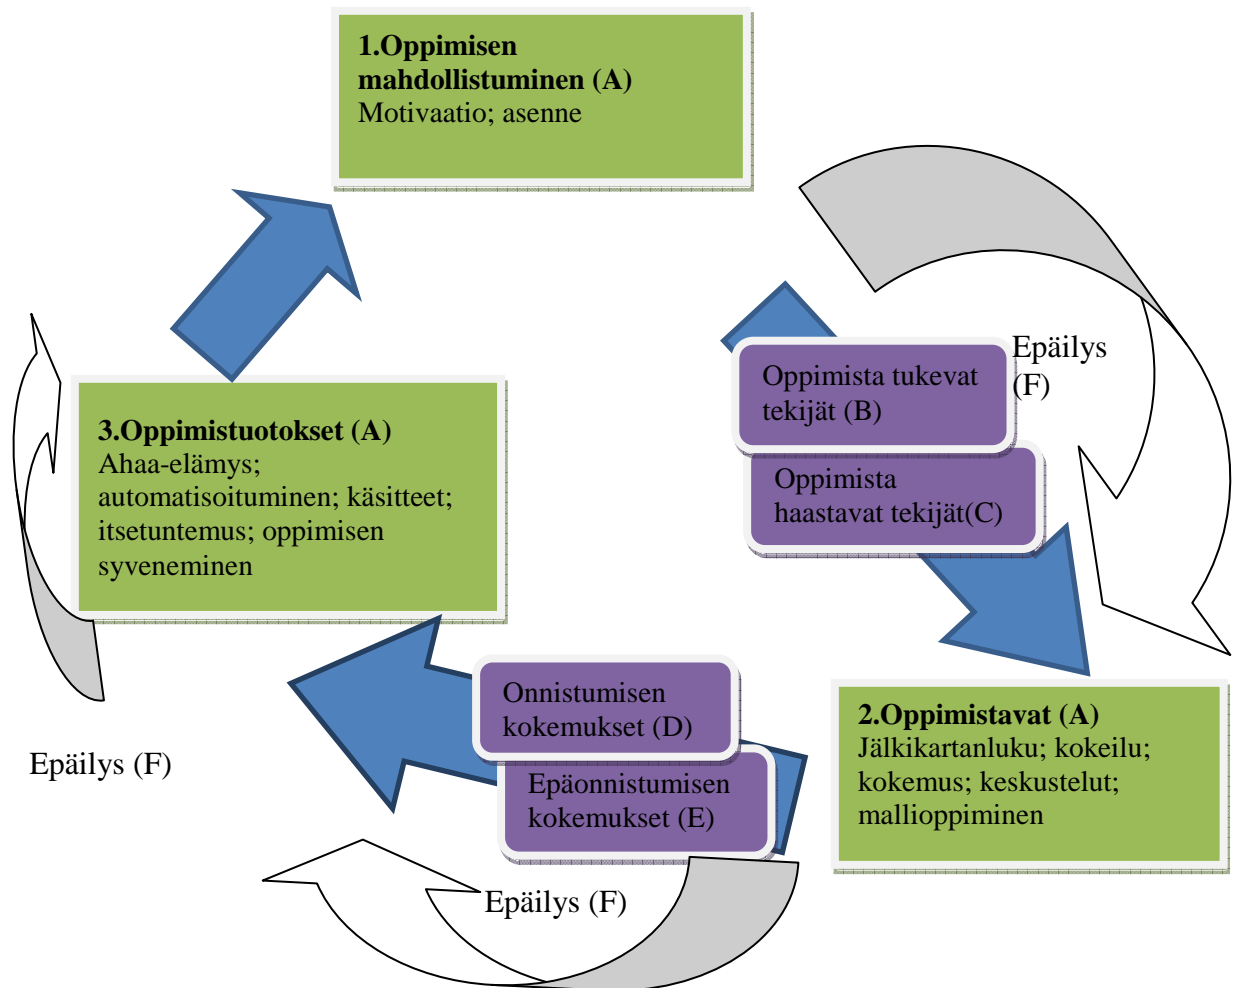 1.Oppimisen
mahdollistuminen (A)
Motivaatio; asenne
Oppimista tukevat
tekijät (B)
Epäilys
(F)
Oppimista
haastavat tekijät(C)
2.Oppimistavat (A)
Jälkikartanluku; kokeilu;
kokemus; keskustelut;
mallioppiminen
Onnistumisen
kokemukset (D)
Epäonnistumisen
kokemukset (E)
Epäilys (F)
3.Oppimistuotokset (A)
Ahaa-elämys;
automatisoituminen; käsitteet;
itsetuntemus; oppimisen
syveneminen
Epäilys (F)